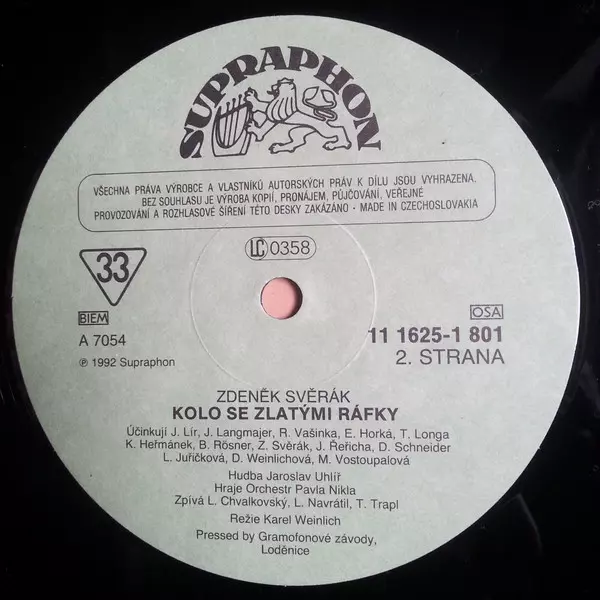 SUPRAPHON
VŠECHNA PRÁVA VÝROBCE A VLASTNÍKŮ AUTORSKÝCH PRÁV K DÍLU JSOU VYHRAZENA.
BEZ SOUHLASU JE VÝROBA KOPIÍ, PRONÁJEM, PŮJČOVÁNÍ, VEŘEJNÉ
PROVOZOVÁNÍ A ROZHLASOVÉ ŠÍŘENÍ TÉTO DESKY ZAKÁZÁNO • MADE IN CZECHOSLOVAKIA
LC 0358
33
BIEM
OSA
A 7054
11 1625-1 801
℗ 1992 Supraphon
2. STRANA
ZDENĚK SVĚRÁK
KOLO SE ZLATÝMI RÁFKY
Účinkují J. Lír, J. Langmajer, R. Vašinka, E. Horká, T. Longa
K. Heřmánek, B. Rösner, Z. Svěrák, J. Řeřicha, D. Schneider
L. Juřičková, D. Weinlichová, M. Vostoupalová
Hudba Jaroslav Uhlíř
Hraje Orchestr Pavla Nikla
Zpívá L. Chvalkovský, L. Navrátil, T. Trapl
Režie Karel Weinlich
Pressed by Gramofonové závody,
Loděnice